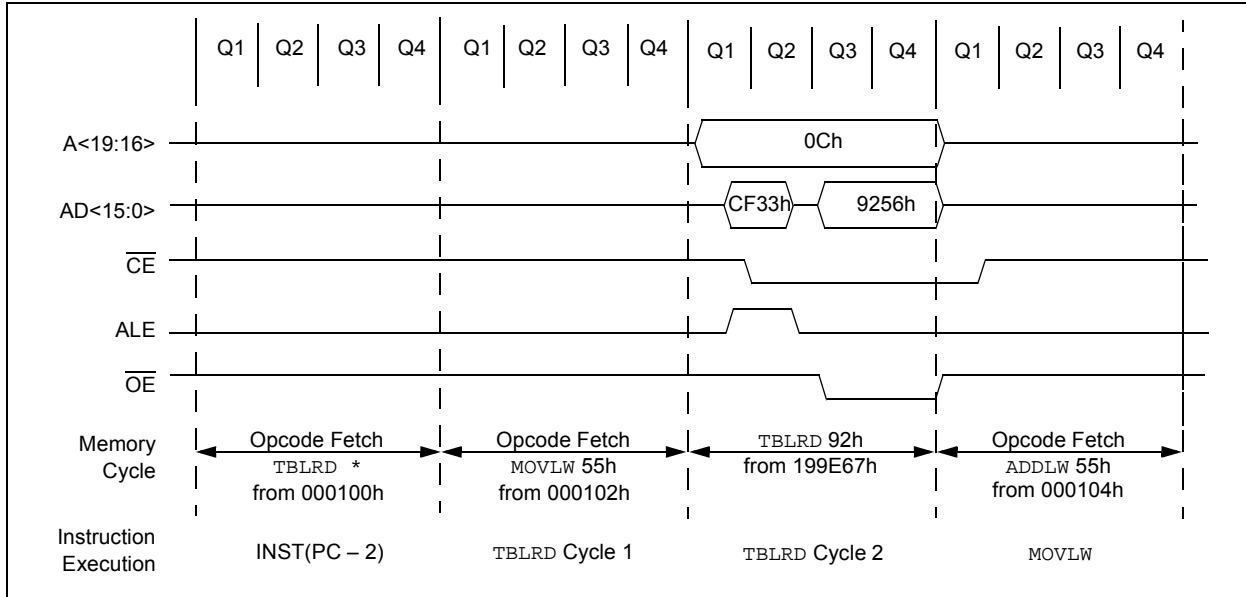 Q1 Q2 Q3 Q4 Q1 Q2 Q3 Q4 Q1 Q2 Q3 Q4 Q1 Q2 Q3 Q4
A<19:16>
0Ch
AD<15:0>
CF33h
9256h
CE
ALE
OE
Memory
Cycle
Opcode Fetch
TBLRD *
from 000100h
Opcode Fetch
MOVLW 55h
from 000102h
TBLRD 92h
from 199E67h
Opcode Fetch
ADDLW 55h
from 000104h
Instruction
Execution
INST(PC – 2)
TBLRD Cycle 1
TBLRD Cycle 2
MOVLW